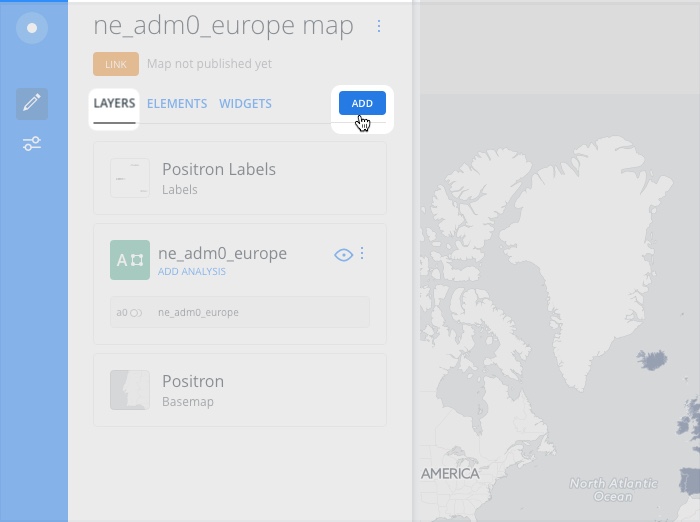 ne_adm0_europe map
LINK
Map not published yet
LAYERS
ELEMENTS
WIDGETS
ADD
Positron Labels
Labels
A
ne_adm0_europe
ADD ANALYSIS
a0
ne_adm0_europe
Positron
Basemap
AMERICA
North Atlantic
Ocean